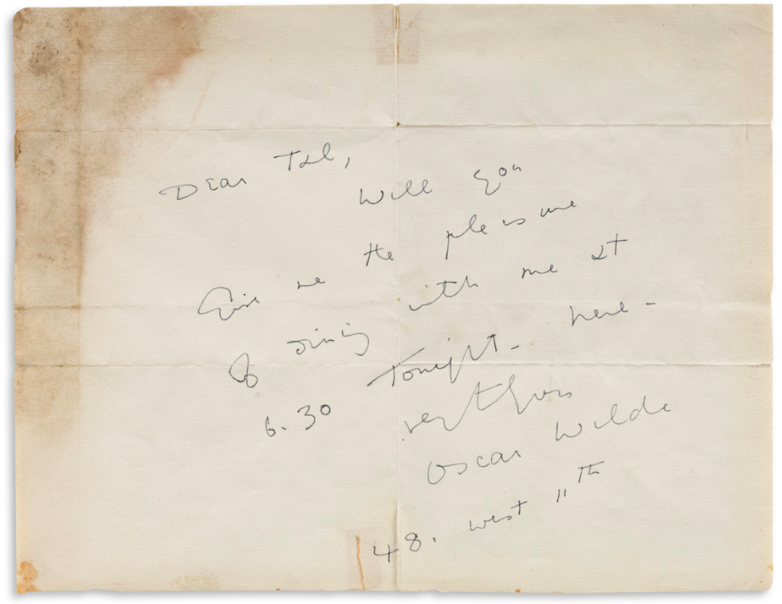 Dear Tal,
Will you
Give me the pleasure
of dining with me at
6.30 Tonight - here -
Oscar Wilde
48. West 11th